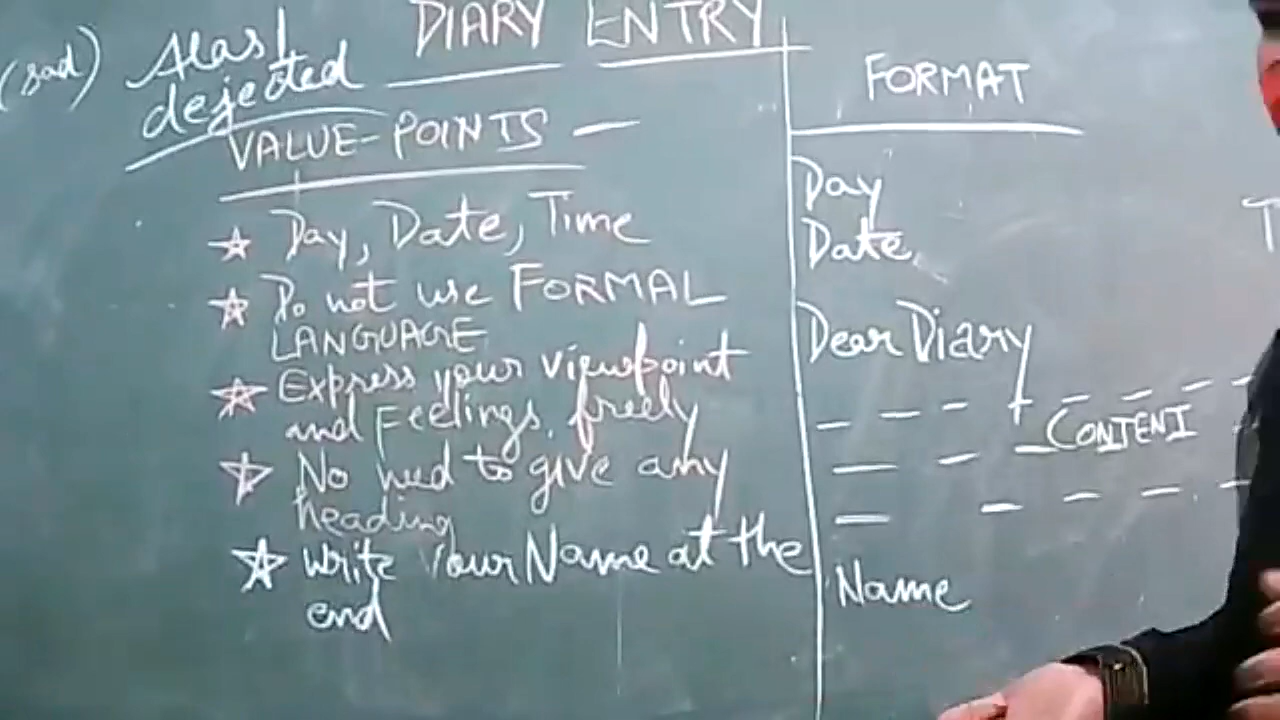 DIARY ENTRY
(sad) Alas!
dejected
VALUE-POINTS -
☆ Day, Date, Time
☆ Do not use FORMAL
LANGUAGE
☆ Express your viewpoint
and Feelings. freely
☆ No need to give any
heading
☆ Write Your Name at the
end
FORMAT
Day
Date,
T
Dear Diary
CONTENT
Name